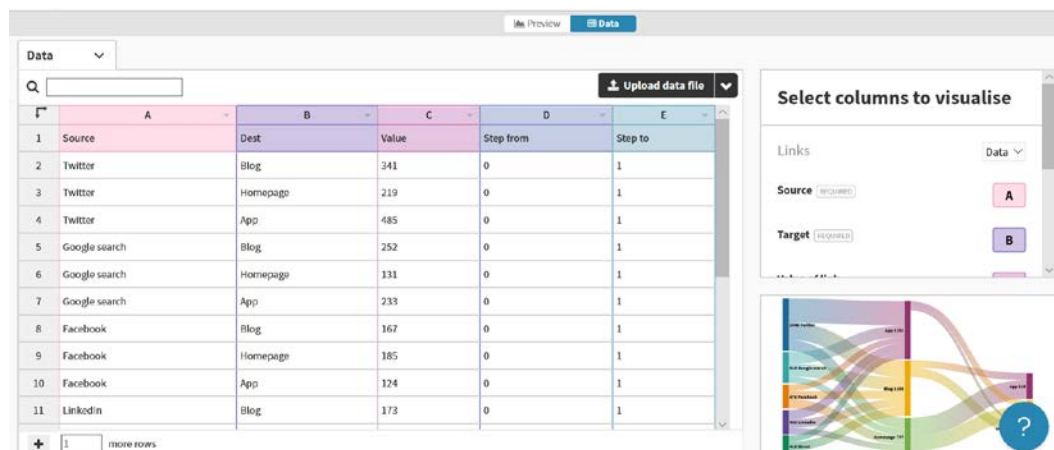 Preview Data
Data
Upload data file
A B C D E
1 Source Dest Value Step from Step to
2 Twitter Blog 341 0 1
3 Twitter Homepage 219 0 1
4 Twitter App 485 0 1
5 Google search Blog 252 0 1
6 Google search Homepage 131 0 1
7 Google search App 233 0 1
8 Facebook Blog 167 0 1
9 Facebook Homepage 185 0 1
10 Facebook App 124 0 1
11 LinkedIn Blog 173 0 1
+ 1 more rows
Select columns to visualise
Links Data
Source REQUIRED A
Target REQUIRED B
?